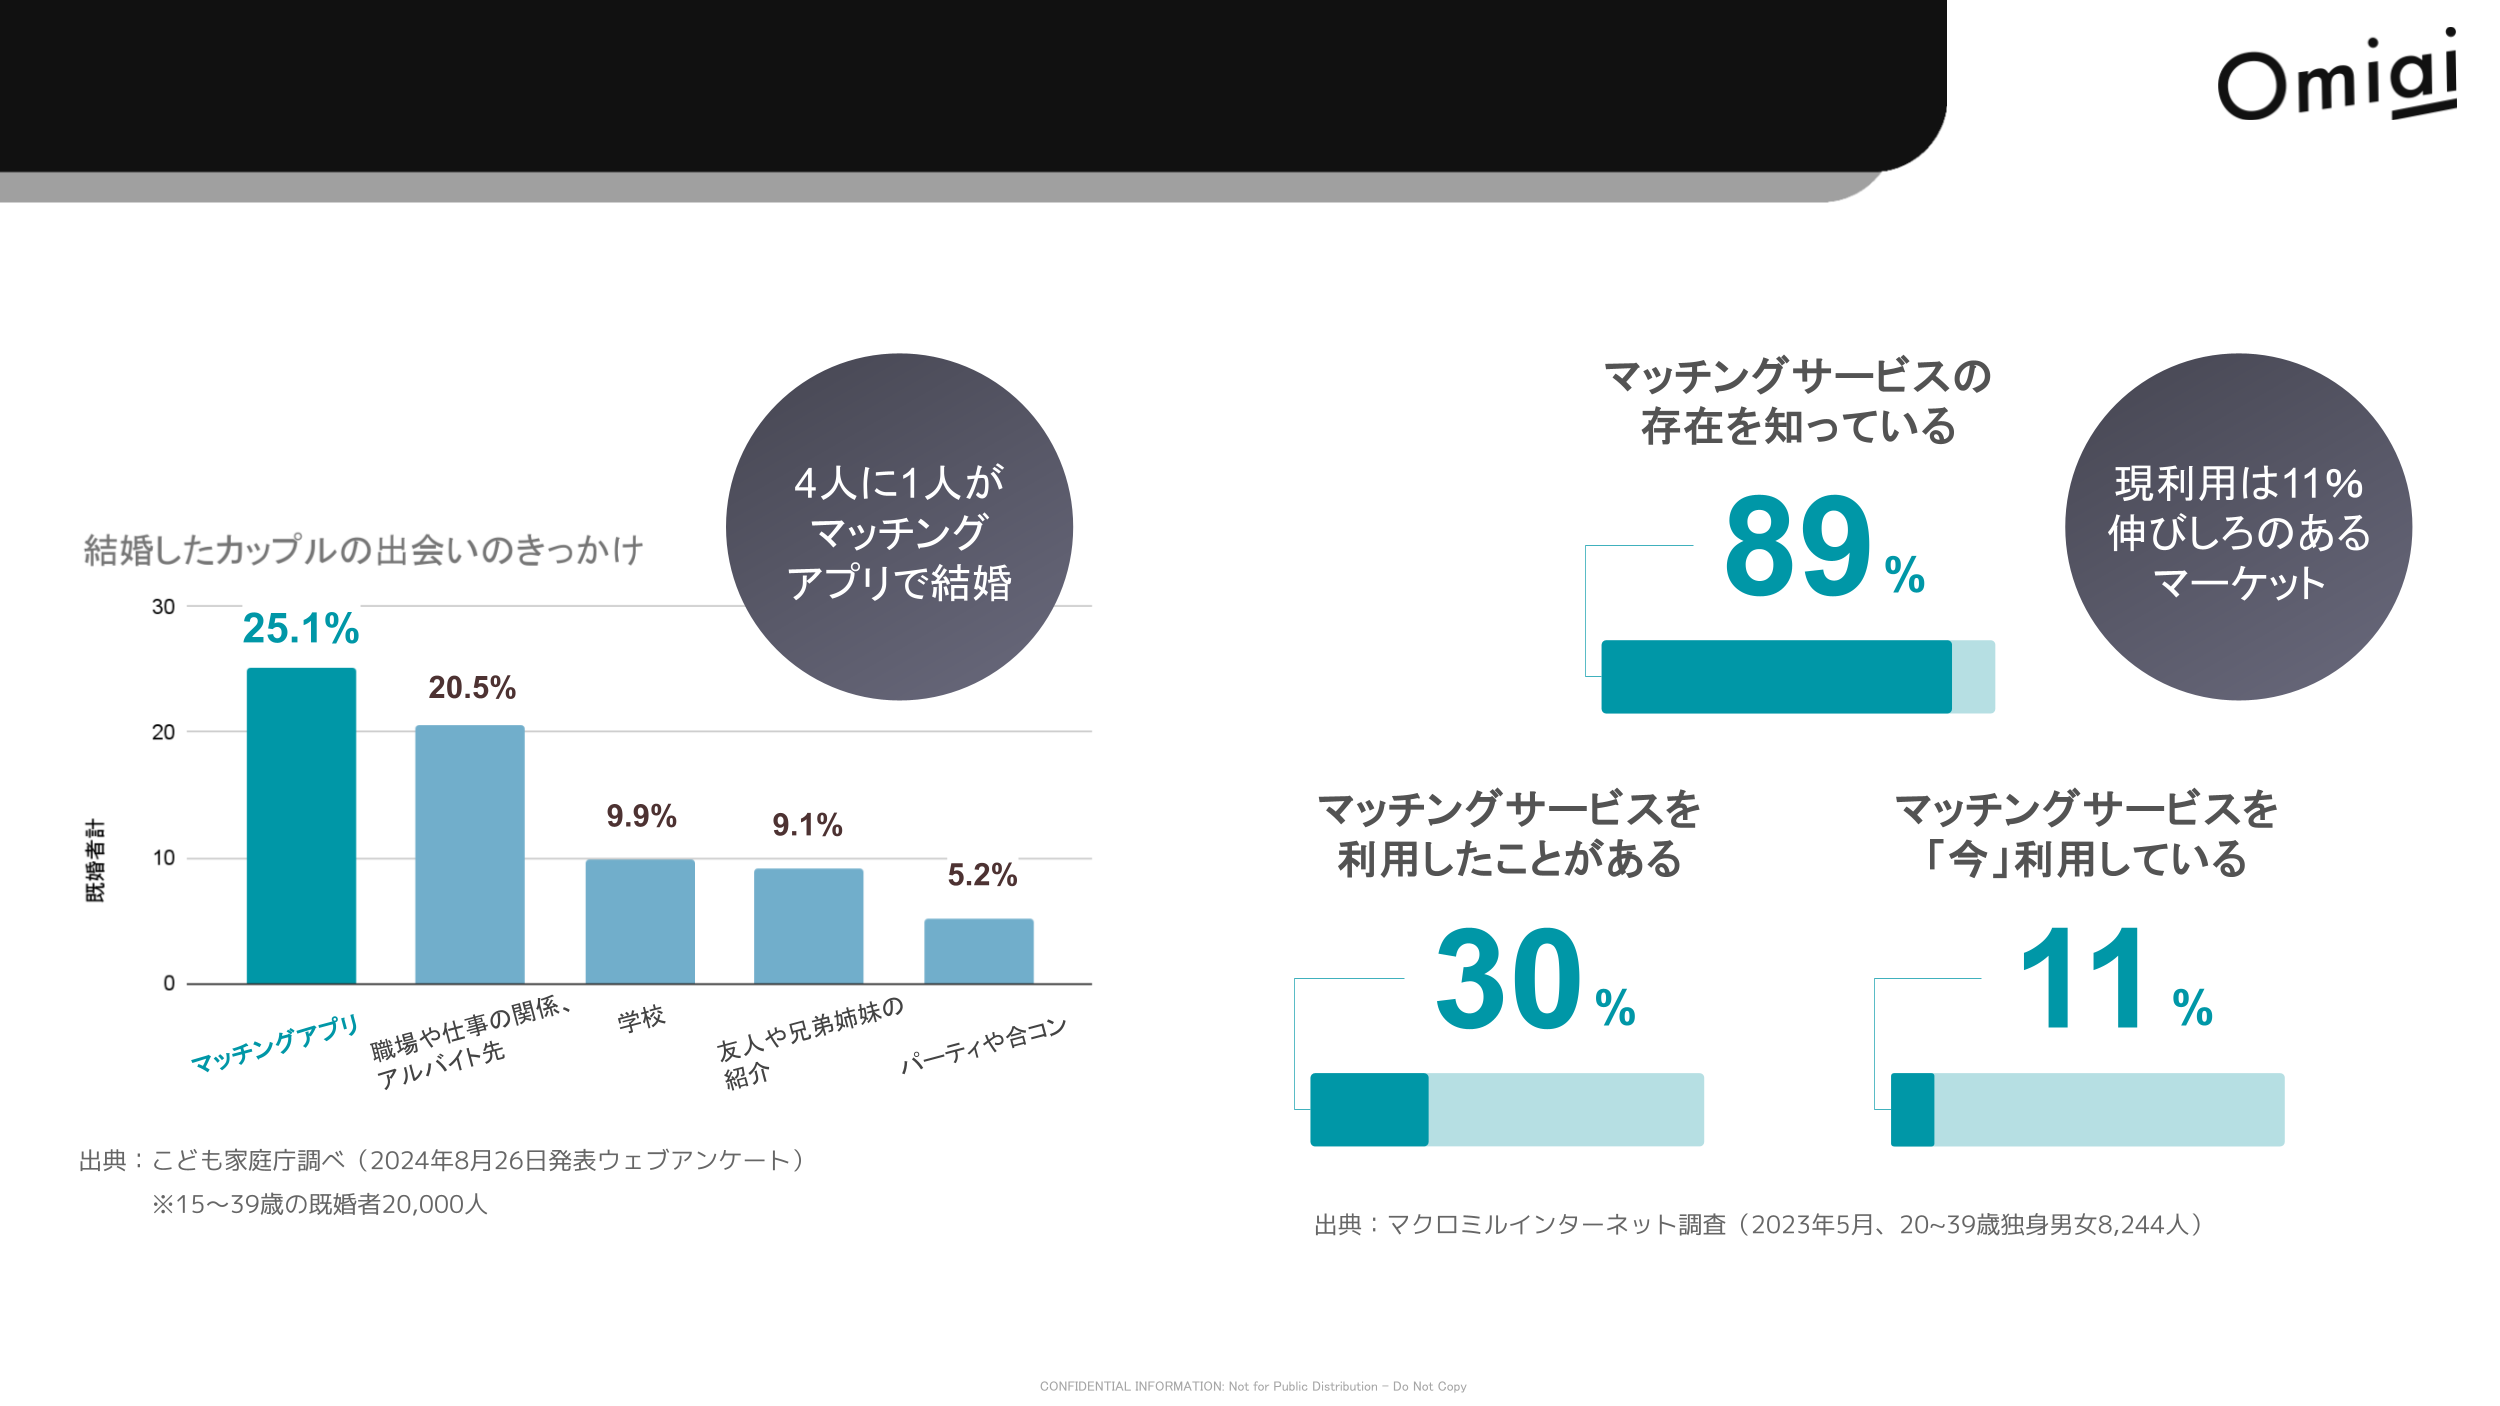 Omiai
結婚したカップルの出会いのきっかけ
4人に1人が
マッチング
アプリで結婚
30
20
10
0
既婚者計
25.1%
20.5%
9.9%
9.1%
5.2%
マッチングアプリ
職場や仕事の関係、
アルバイト先
学校
友人や兄弟姉妹の
紹介
パーティや合コン
出典：こども家庭庁調べ（2024年8月26日発表ウェブアンケート）
※15～39歳の既婚者20,000人
マッチングサービスの
存在を知っている
89%
現利用は11%
伸びしろのある
マーケット
マッチングサービスを
利用したことがある
30%
マッチングサービスを
「今」利用している
11%
出典：マクロミルインターネット調査（2023年5月、20~39歳独身男女8,244人）
CONFIDENTIAL INFORMATION: Not for Public Distribution - Do Not Copy